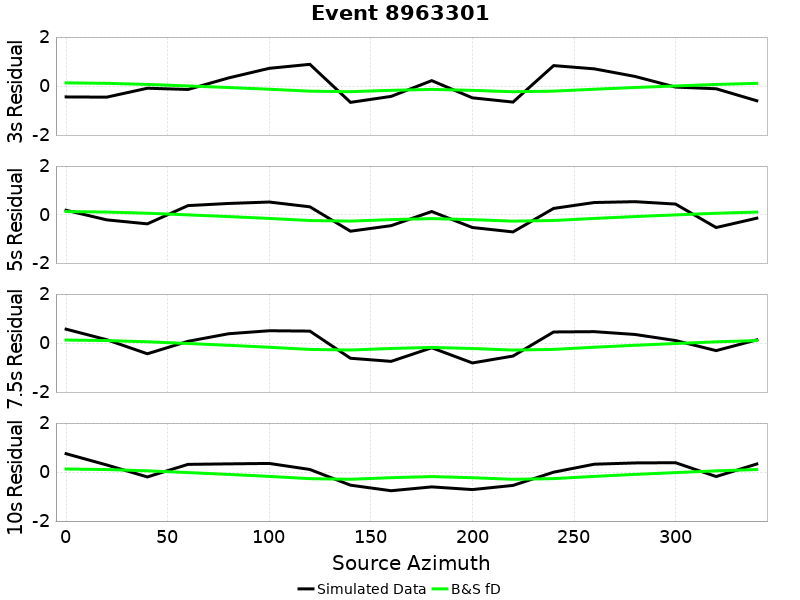 Event 8963301
3s Residual
2
0
-2
5s Residual
2
0
-2
7.5s Residual
2
0
-2
10s Residual
2
0
-2
0 50 100 150 200 250 300
Source Azimuth
Simulated Data B&S fD